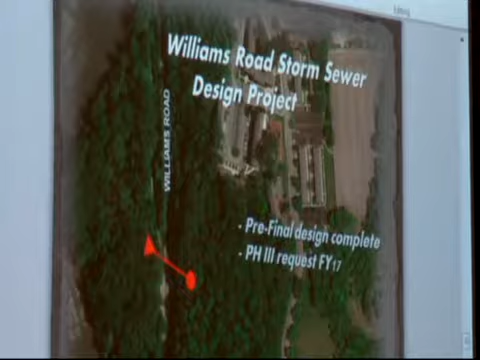 Williams Road Storm Sewer
Design Project
WILLIAMS ROAD
- Pre-Final design complete
- PH III request FY17